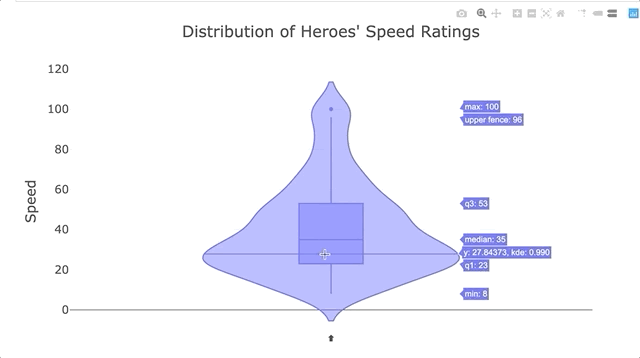 Distribution of Heroes' Speed Ratings
120
100
80
60
40
20
0
Speed
max: 100
upper fence: 96
q3: 53
median: 35
y: 27.84373, kde: 0.990
q1: 23
min: 8